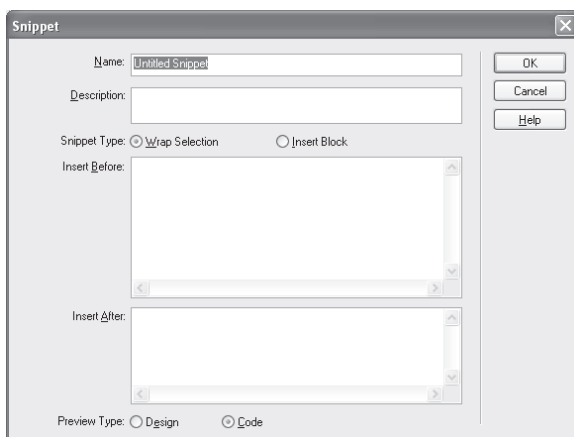 Snippet
Name: Untitled Snippet
OK
Description:
Cancel
Help
Snippet Type: Wrap Selection Insert Block
Insert Before:
Insert After:
Preview Type: Design Code